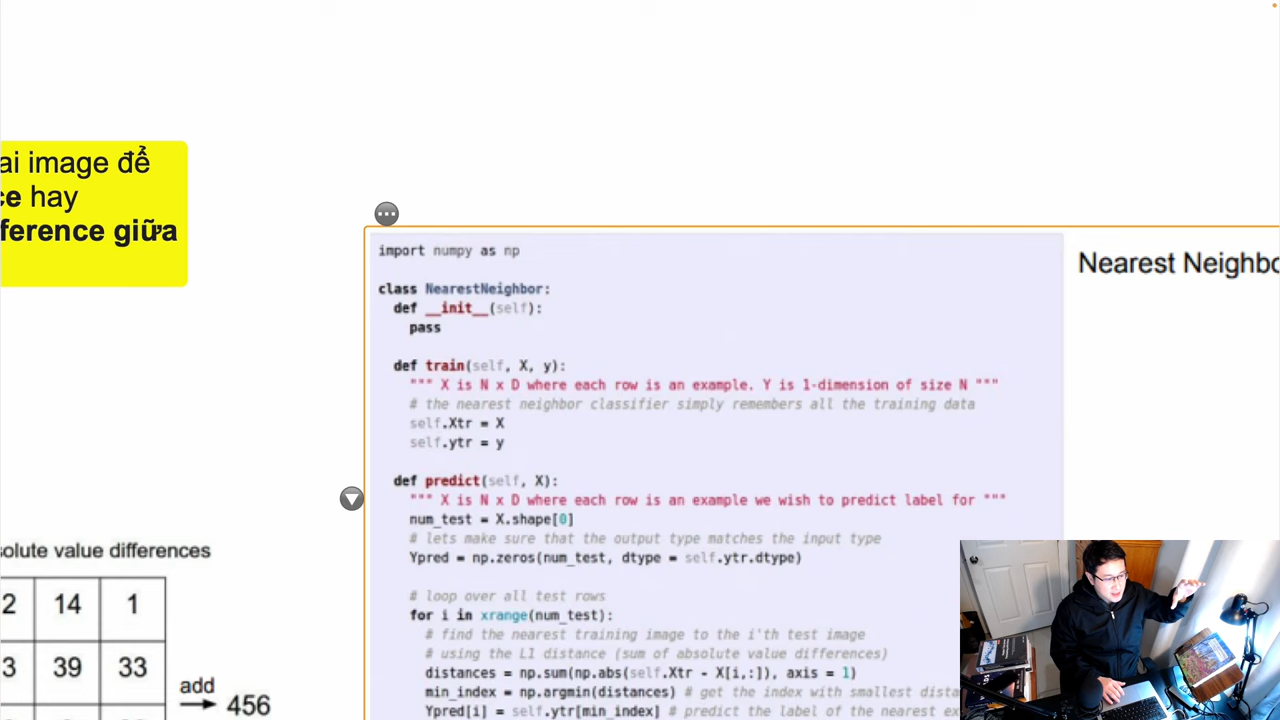 ai image để
ce hay
ference giữa
import numpy as np
class NearestNeighbor:
def __init__(self):
pass
def train(self, X, y):
""" X is N x D where each row is an example. Y is 1-dimension of size N """
# the nearest neighbor classifier simply remembers all the training data
self.Xtr = X
self.ytr = y
def predict(self, X):
""" X is N x D where each row is an example we wish to predict label for """
num_test = X.shape[0]
# lets make sure that the output type matches the input type
Ypred = np.zeros(num_test, dtype = self.ytr.dtype)
# loop over all test rows
for i in xrange(num_test):
# find the nearest training image to the i'th test image
# using the L1 distance (sum of absolute value differences)
distances = np.sum(np.abs(self.Xtr - X[i,:]), axis = 1)
min_index = np.argmin(distances) # get the index with smallest dista
Ypred[i] = self.ytr[min_index] # predict the label of the nearest ex
Nearest Neighbo
solute value differences
2 14 1
3 39 33
add
456